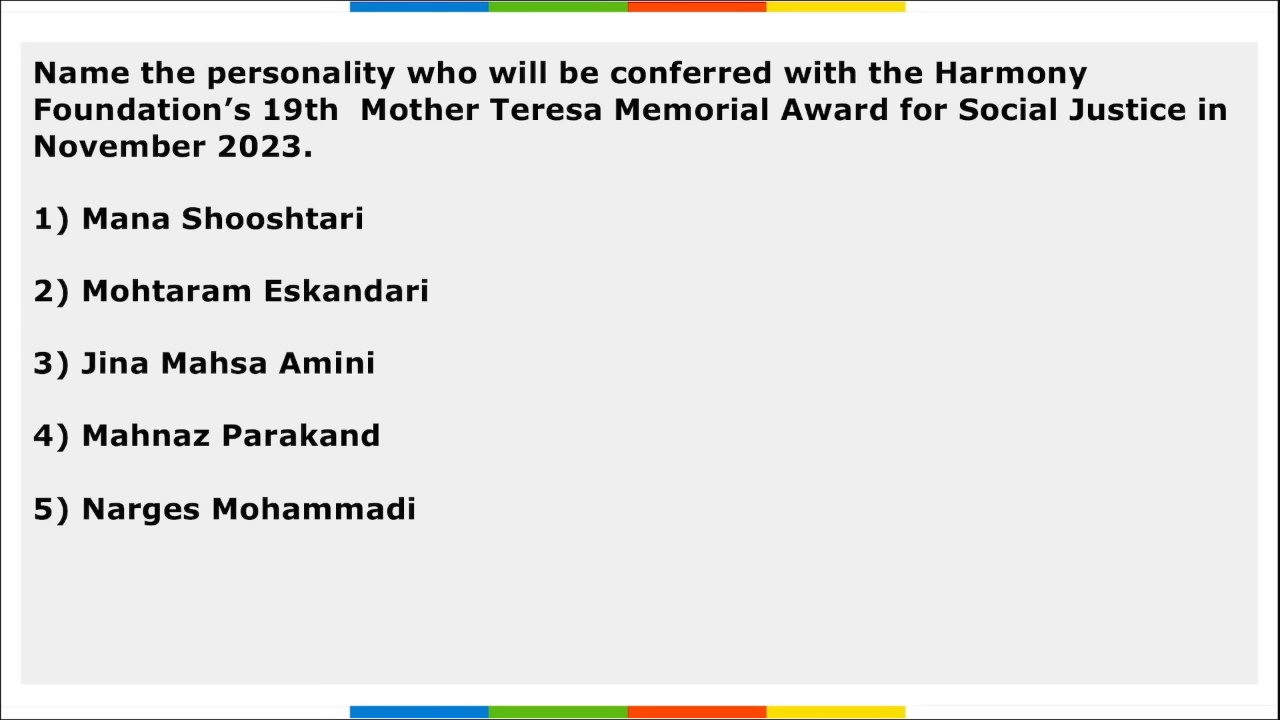 Name the personality who will be conferred with the Harmony
Foundation’s 19th  Mother Teresa Memorial Award for Social Justice in
November 2023.
1) Mana Shooshtari
2) Mohtaram Eskandari
3) Jina Mahsa Amini
4) Mahnaz Parakand
5) Narges Mohammadi